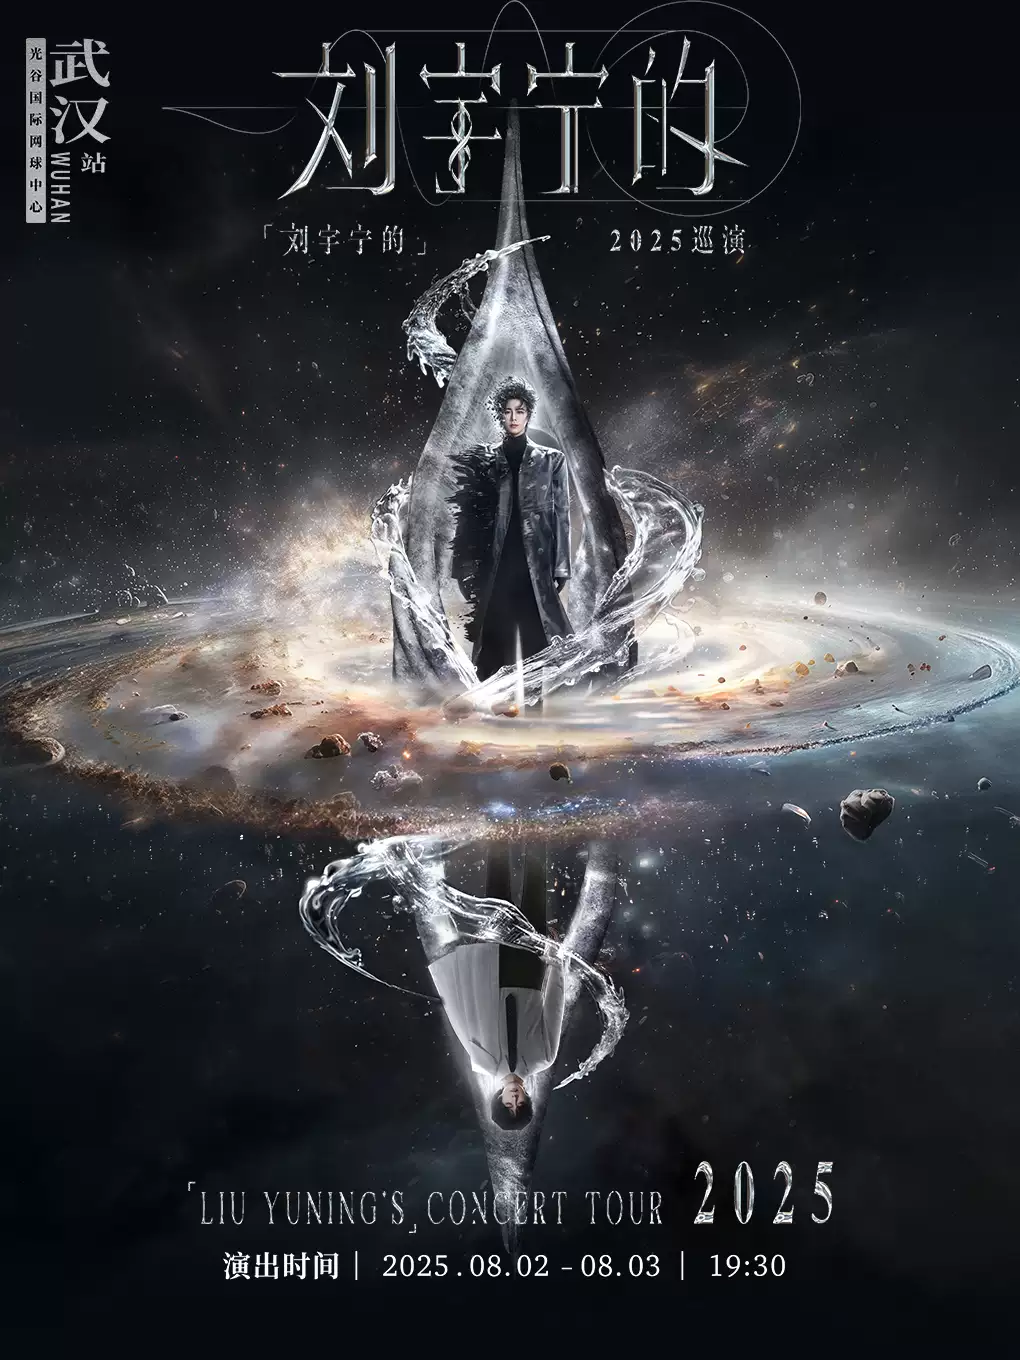 武汉站
WUHAN
光谷国际网球中心
刘宇宁的
「刘宇宁的」 2025巡演
「LIU YUNING'S」CONCERT TOUR 2025
演出时间｜ 2025.08.02-08.03 ｜ 19:30